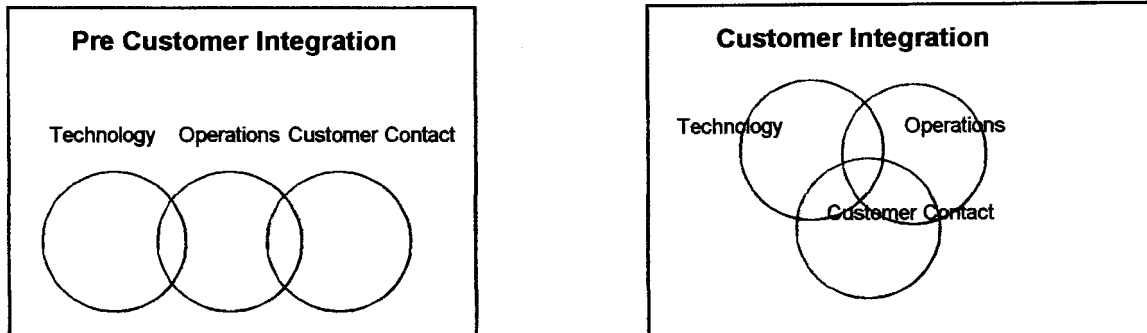 Pre Customer Integration
Technology Operations Customer Contact
Customer Integration
Technology
Operations
Customer Contact